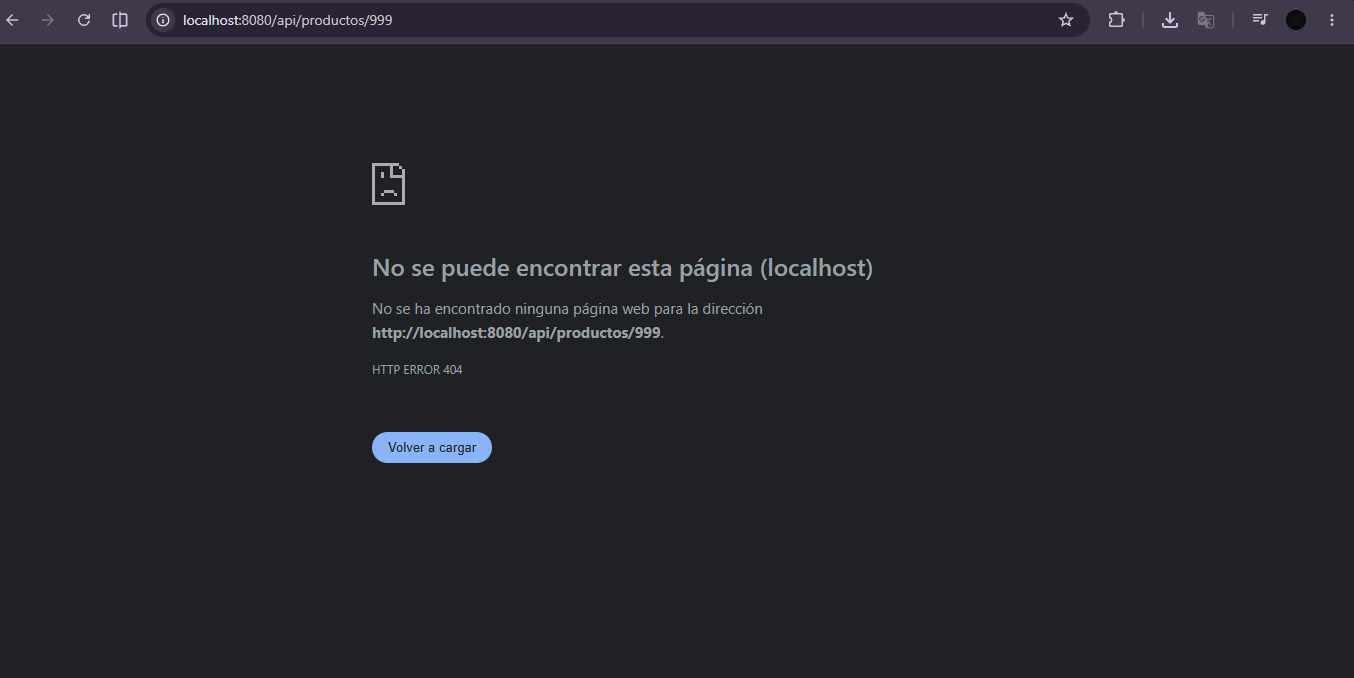 localhost:8080/api/productos/999
No se puede encontrar esta página (localhost)
No se ha encontrado ninguna página web para la dirección
http://localhost:8080/api/productos/999.
HTTP ERROR 404
Volver a cargar